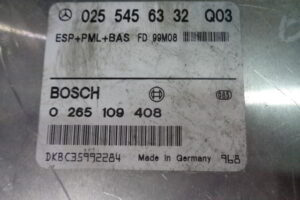 025 545 63 32 Q03
ESP+PML+BAS FD 99M08
BOSCH
0 265 109 408
DKBC35992284 Made in Germany 968